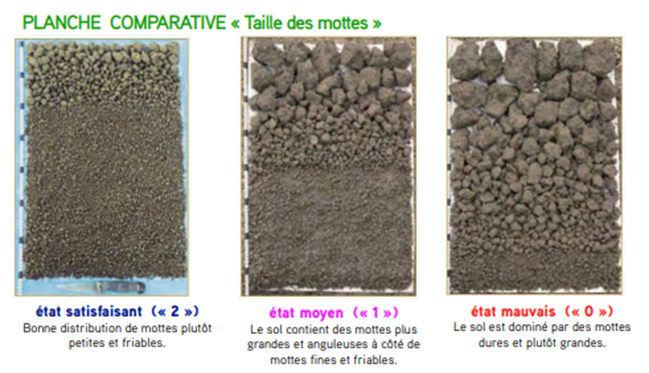 PLANCHE COMPARATIVE « Taille des mottes »
état satisfaisant (« 2 »)
Bonne distribution de mottes plutôt
petites et friables.
état moyen (« 1 »)
Le sol contient des mottes plus
grandes et anguleuses à côté de
mottes fines et friables.
état mauvais (« 0 »)
Le sol est dominé par des mottes
dures et plutôt grandes.